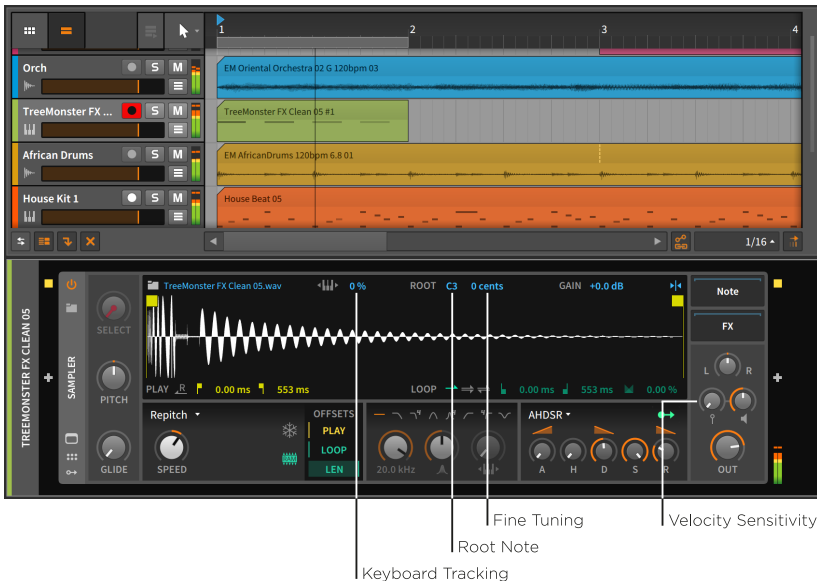 1 2 3 4
Orch S M
EM Oriental Orchestra 02 G 120bpm 03
TreeMonster FX ... S M
TreeMonster FX Clean 05 #1
African Drums S M
EM AfricanDrums 120bpm 6.8 01
House Kit 1 S M
House Beat 05
1/16
TREEMONSTER FX CLEAN 05
SAMPLER
SELECT
PITCH
GLIDE
TreeMonster FX Clean 05.wav 0 % ROOT C3 0 cents GAIN +0.0 dB
PLAY R 0.00 ms 553 ms LOOP 0.00 ms 553 ms 0.00 %
Repitch
SPEED
OFFSETS
PLAY
LOOP
LEN
20.0 kHz
AHDSR
A H D S R
Note
FX
L R
OUT
Fine Tuning
Velocity Sensitivity
Root Note
Keyboard Tracking